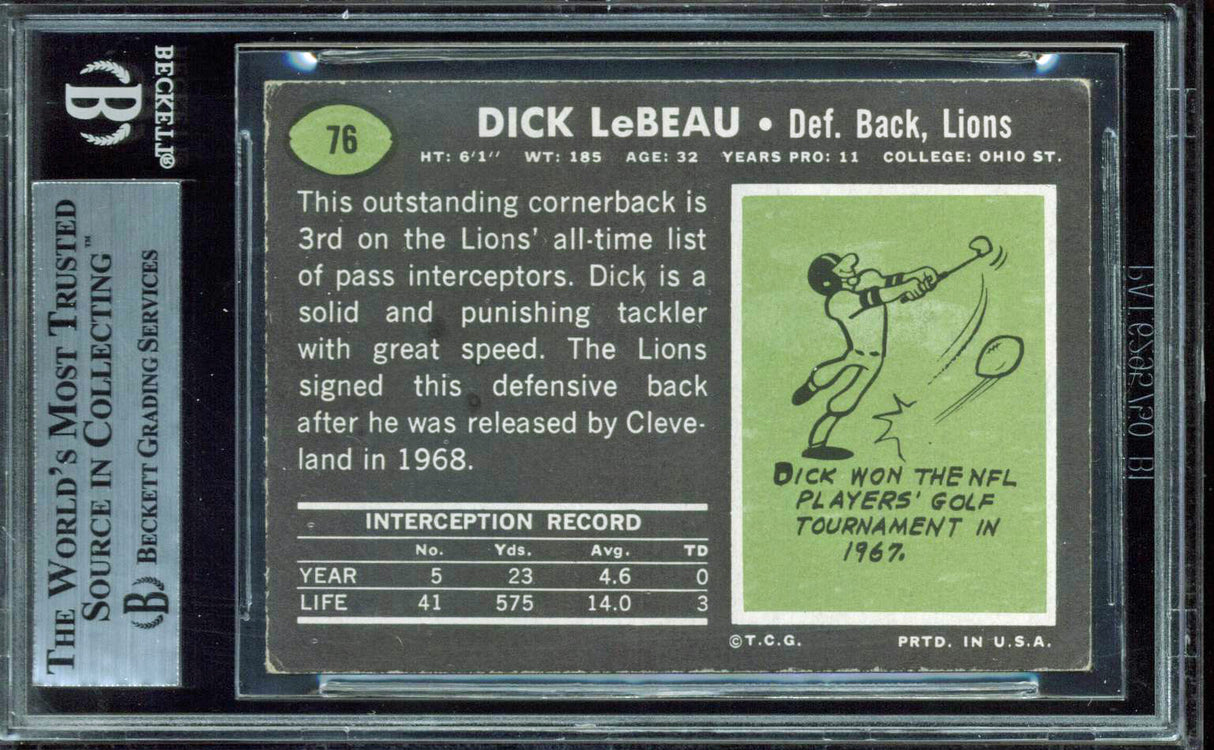 BECKETT®
THE WORLD'S MOST TRUSTED
SOURCE IN COLLECTING™
BECKETT GRADING SERVICES
B
B
76
DICK LeBEAU • Def. Back, Lions
HT: 6'1'' WT: 185 AGE: 32 YEARS PRO: 11 COLLEGE: OHIO ST.
This outstanding cornerback is
3rd on the Lions' all-time list
of pass interceptors. Dick is a
solid and punishing tackler
with great speed. The Lions
signed this defensive back
after he was released by Cleve-
land in 1968.
INTERCEPTION RECORD
No. Yds. Avg. TD
YEAR 5 23 4.6 0
LIFE 41 575 14.0 3
DICK WON THE NFL
PLAYERS' GOLF
TOURNAMENT IN
1967.
©T.C.G. PRTD. IN U.S.A.